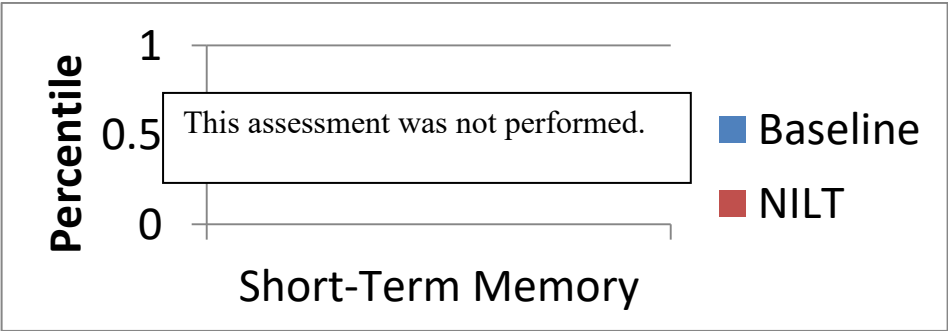 Percentile
1
0.5
0
This assessment was not performed.
Short-Term Memory
Baseline
NILT